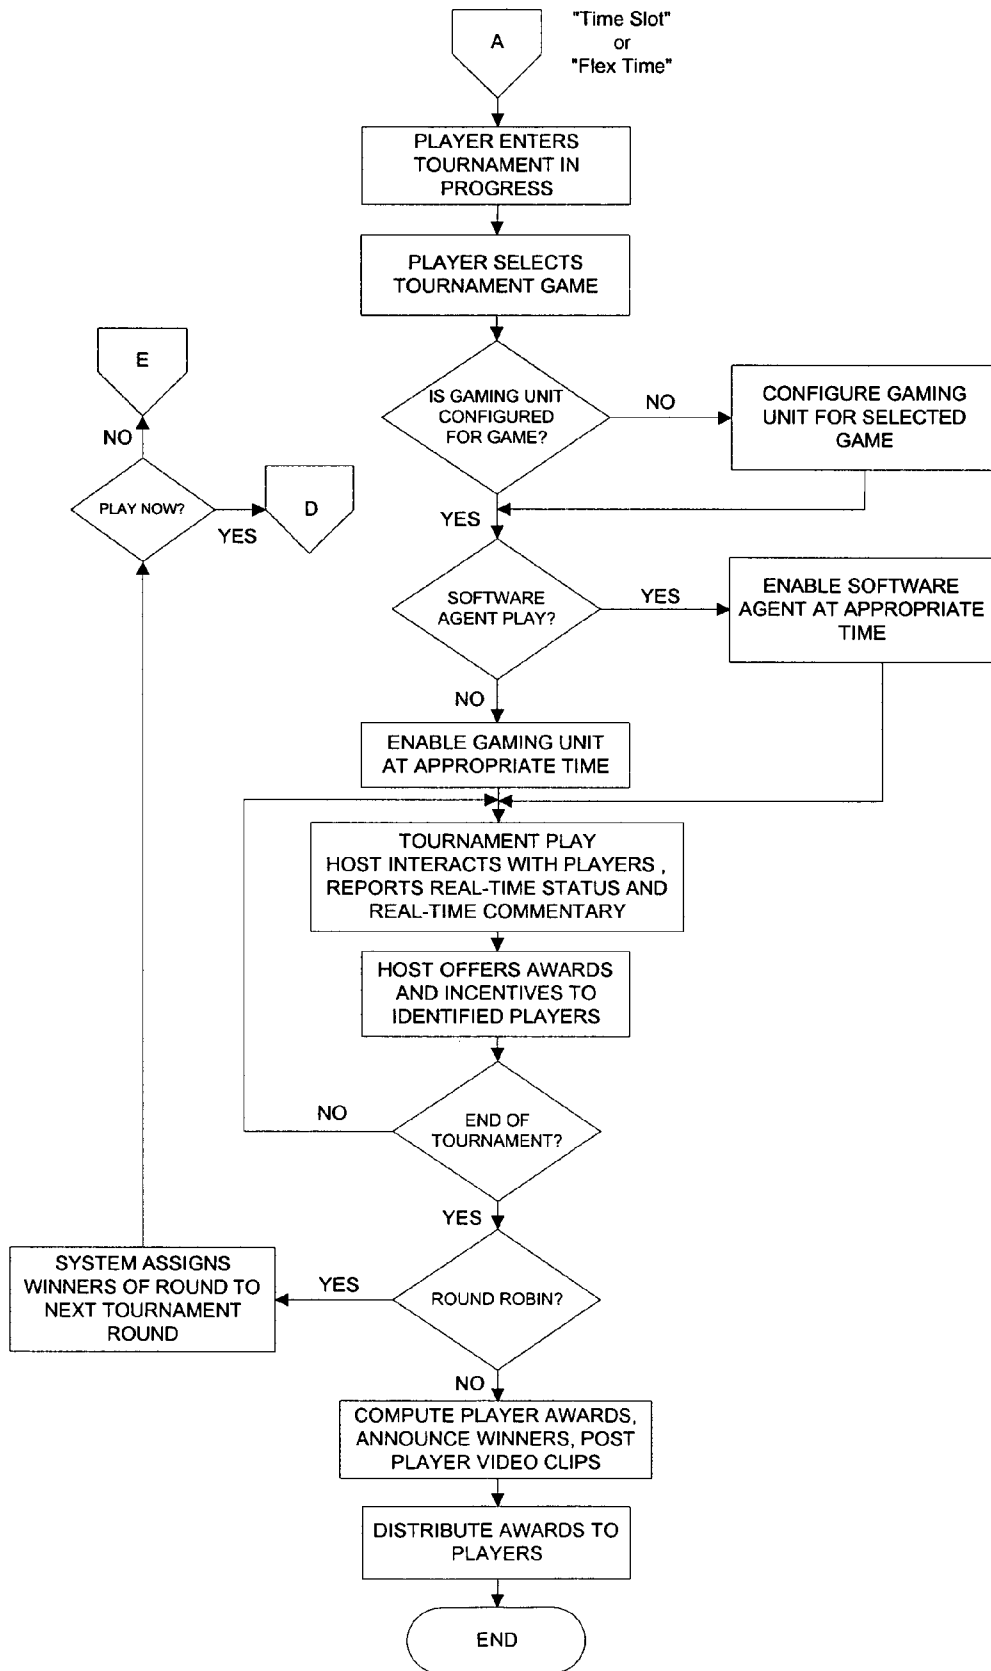 A
"Time Slot"
or
"Flex Time"
PLAYER ENTERS
TOURNAMENT IN
PROGRESS
PLAYER SELECTS
TOURNAMENT GAME
IS GAMING UNIT
CONFIGURED
FOR GAME?
NO
CONFIGURE GAMING
UNIT FOR SELECTED
GAME
E
NO
PLAY NOW?
YES
D
YES
SOFTWARE
AGENT PLAY?
YES
ENABLE SOFTWARE
AGENT AT APPROPRIATE
TIME
NO
ENABLE GAMING UNIT
AT APPROPRIATE TIME
TOURNAMENT PLAY
HOST INTERACTS WITH PLAYERS ,
REPORTS REAL-TIME STATUS AND
REAL-TIME COMMENTARY
HOST OFFERS AWARDS
AND INCENTIVES TO
IDENTIFIED PLAYERS
NO
END OF
TOURNAMENT?
YES
SYSTEM ASSIGNS
WINNERS OF ROUND TO
NEXT TOURNAMENT
ROUND
YES
ROUND ROBIN?
NO
COMPUTE PLAYER AWARDS,
ANNOUNCE WINNERS, POST
PLAYER VIDEO CLIPS
DISTRIBUTE AWARDS TO
PLAYERS
END